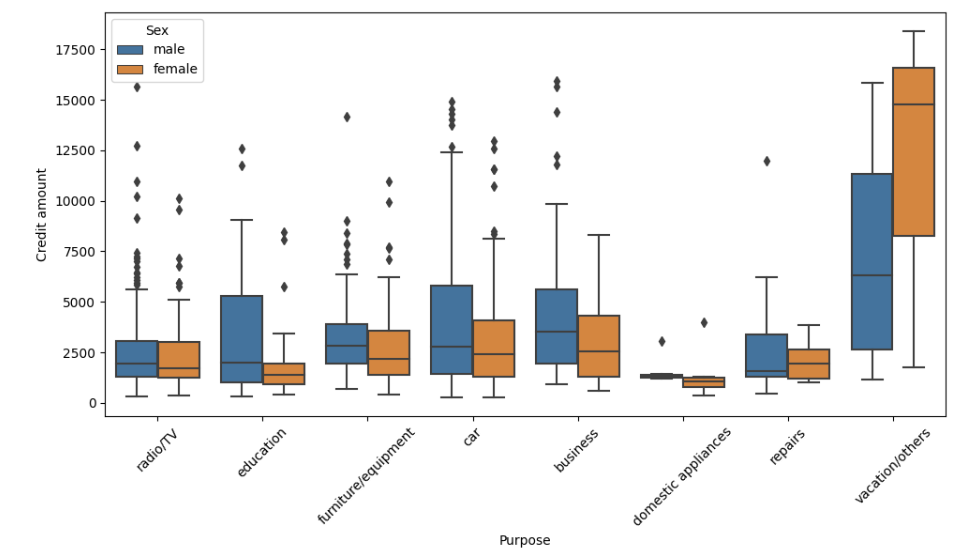 Sex
male
female
17500
15000
12500
10000
7500
5000
2500
0
Credit amount
radio/TV
education
furniture/equipment
car
business
domestic appliances
repairs
vacation/others
Purpose